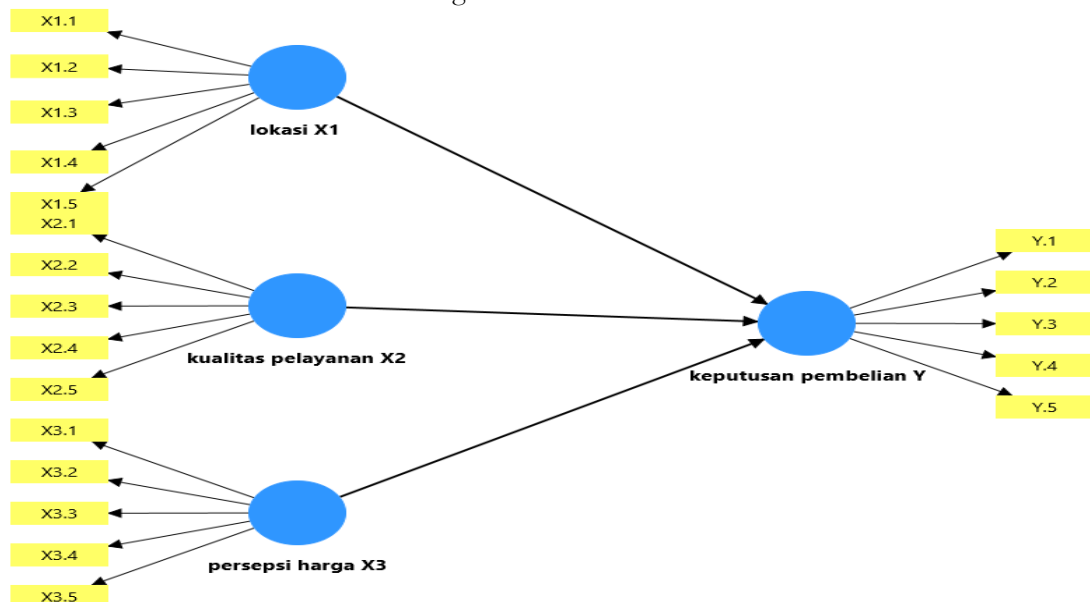 X1.1
X1.2
X1.3
X1.4
X1.5
lokasi X1
X2.1
X2.2
X2.3
X2.4
X2.5
kualitas pelayanan X2
X3.1
X3.2
X3.3
X3.4
X3.5
persepsi harga X3
keputusan pembelian Y
Y.1
Y.2
Y.3
Y.4
Y.5